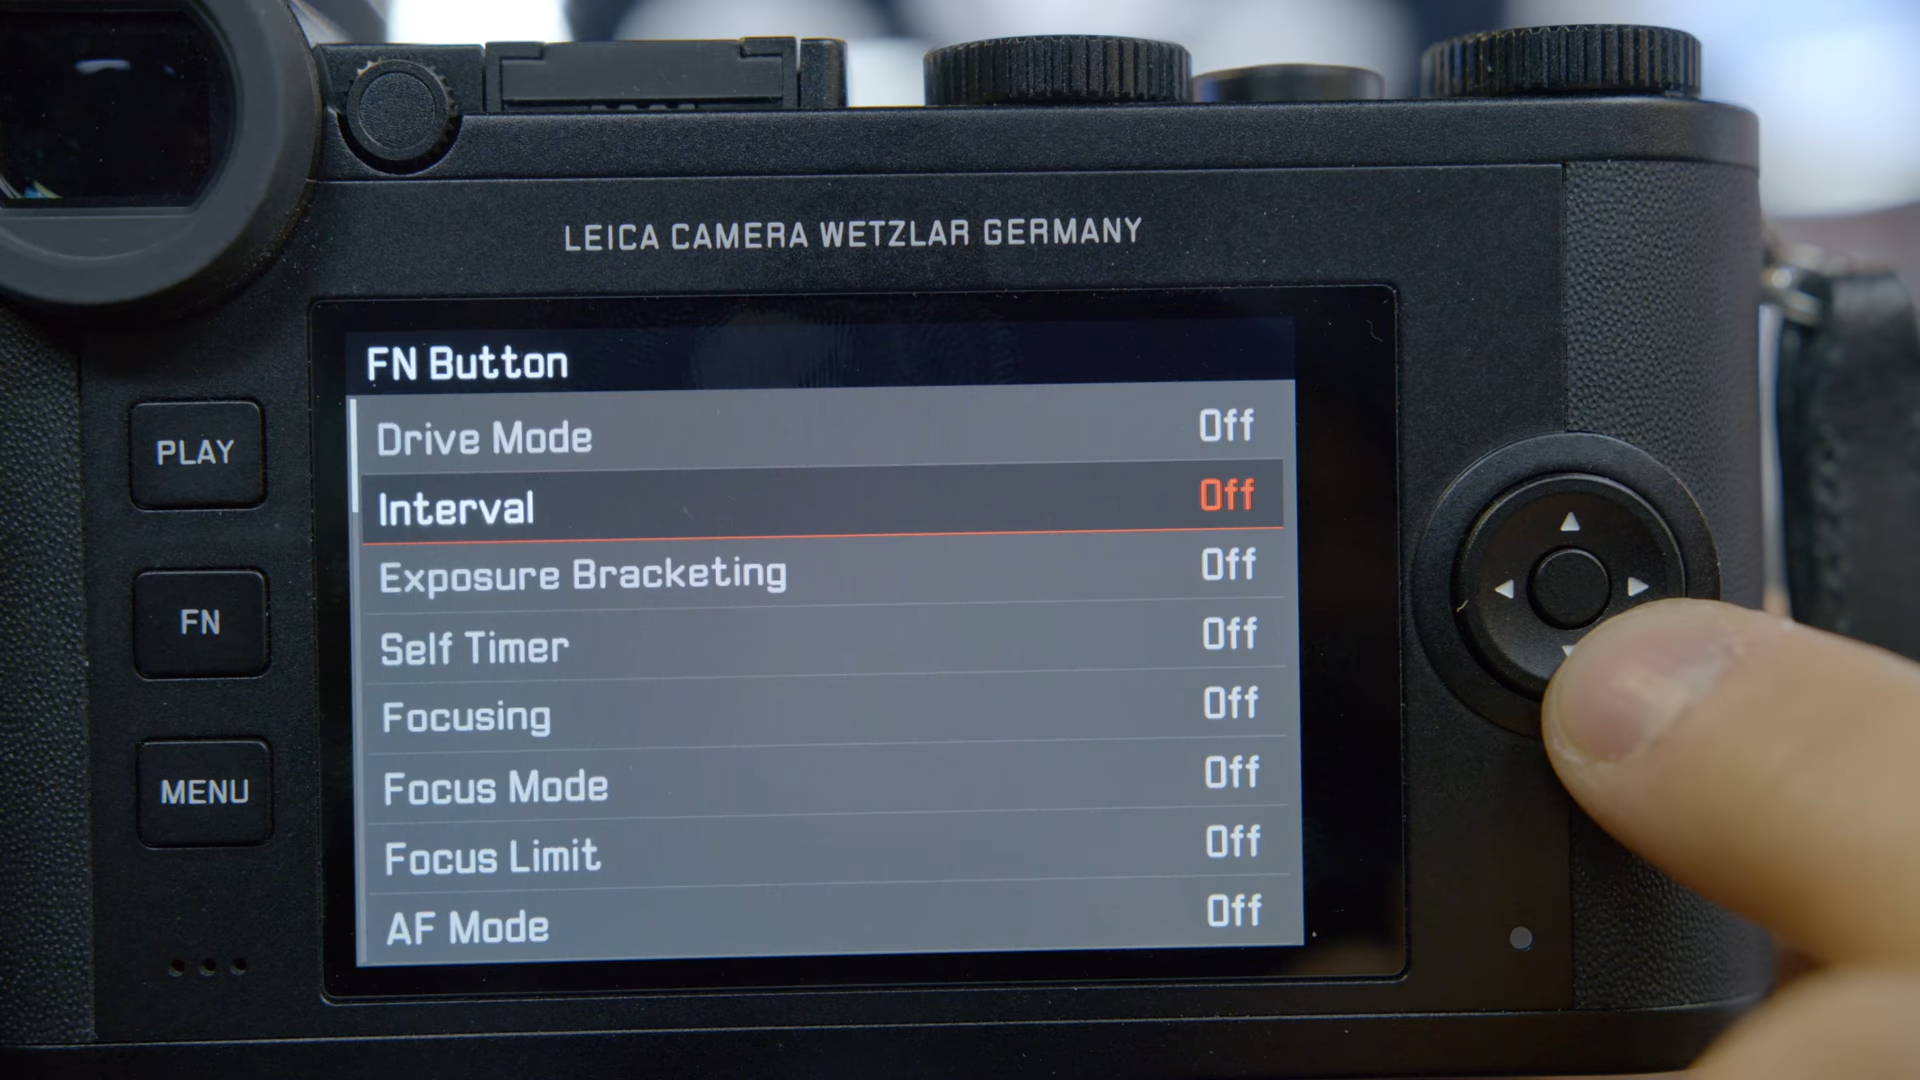 LEICA CAMERA WETZLAR GERMANY
FN Button
Drive Mode Off
Interval Off
Exposure Bracketing Off
Self Timer Off
Focusing Off
Focus Mode Off
Focus Limit Off
AF Mode Off
PLAY
FN
MENU